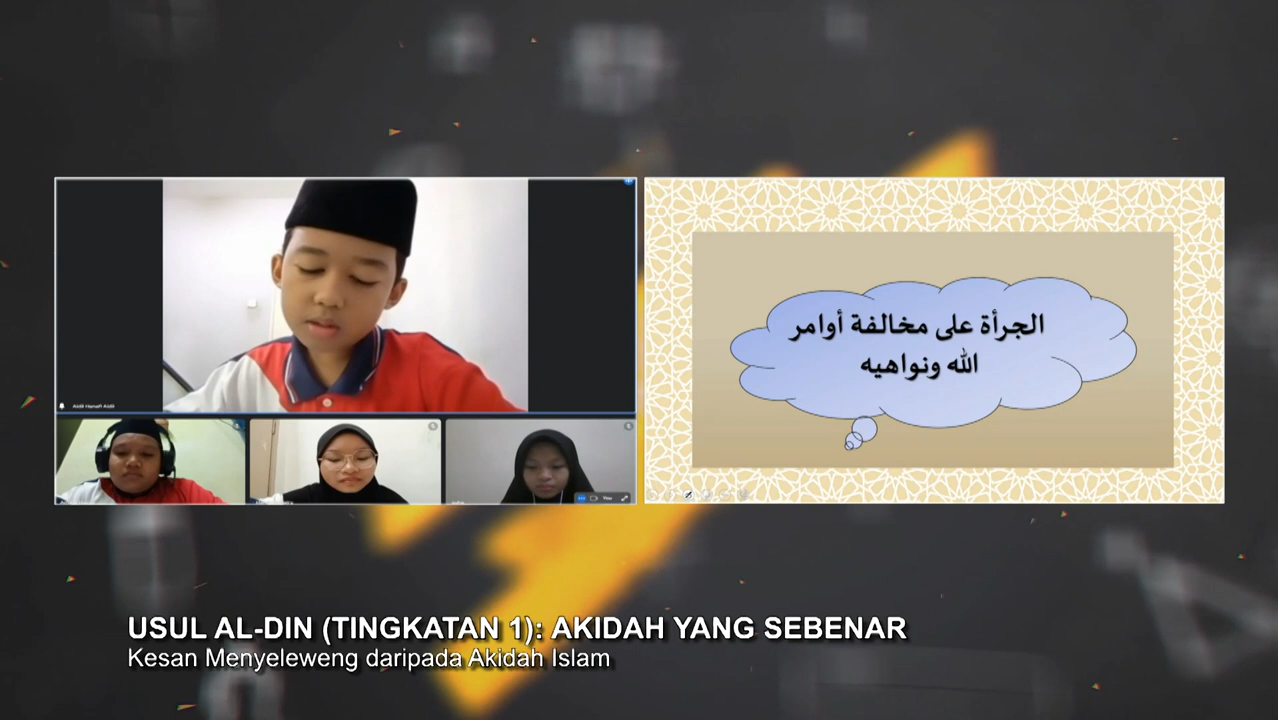 الجرأة على مخالفة أوامر
الله ونواهيه
USUL AL-DIN (TINGKATAN 1): AKIDAH YANG SEBENAR
Kesan Menyeleweng daripada Akidah Islam